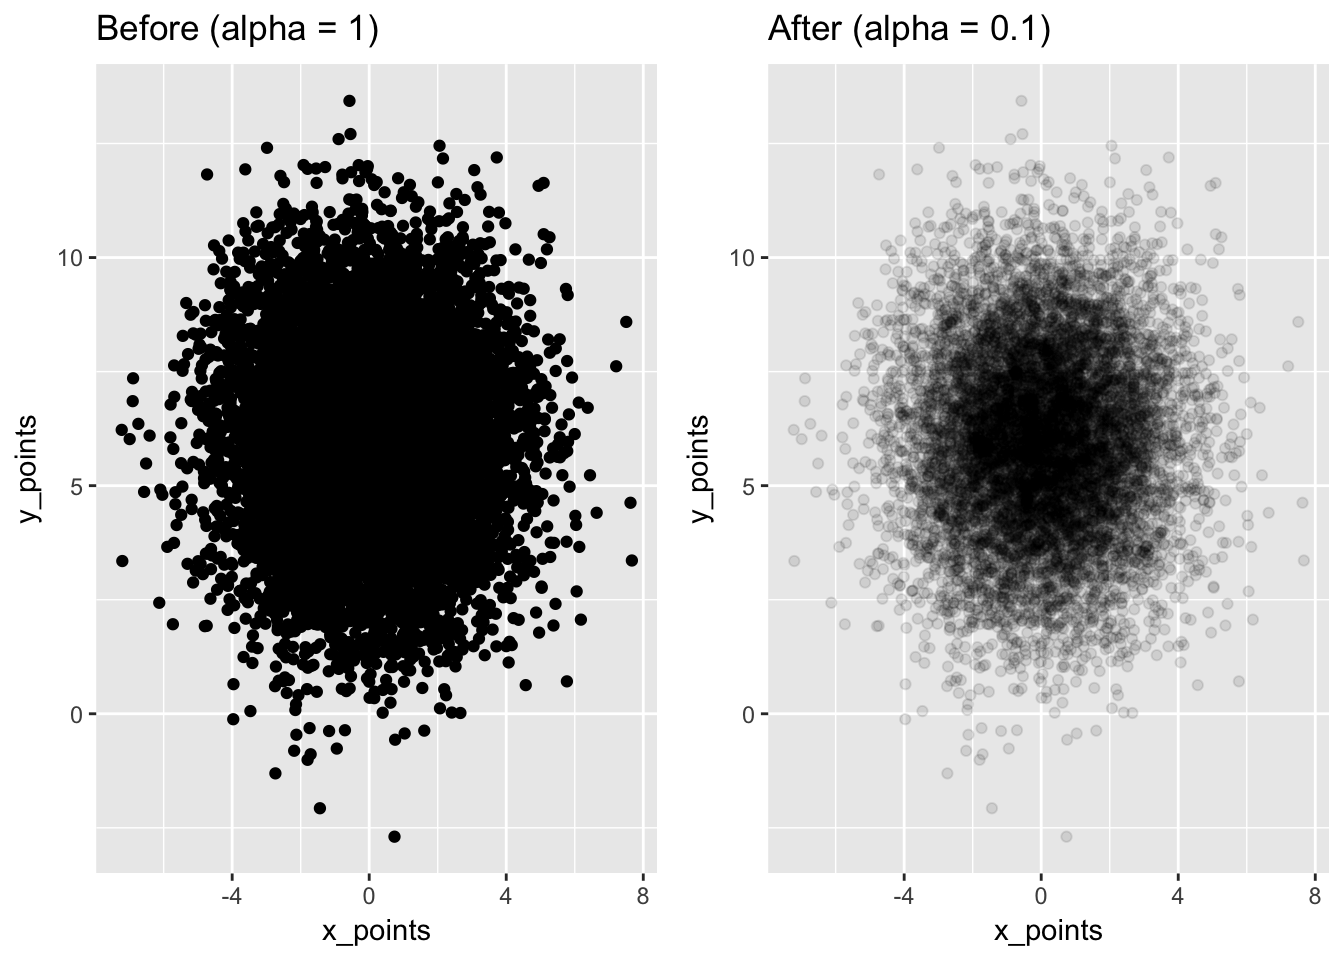 Before (alpha = 1)
y_points
10
5
0
-4 0 4 8
x_points
After (alpha = 0.1)
y_points
10
5
0
-4 0 4 8
x_points